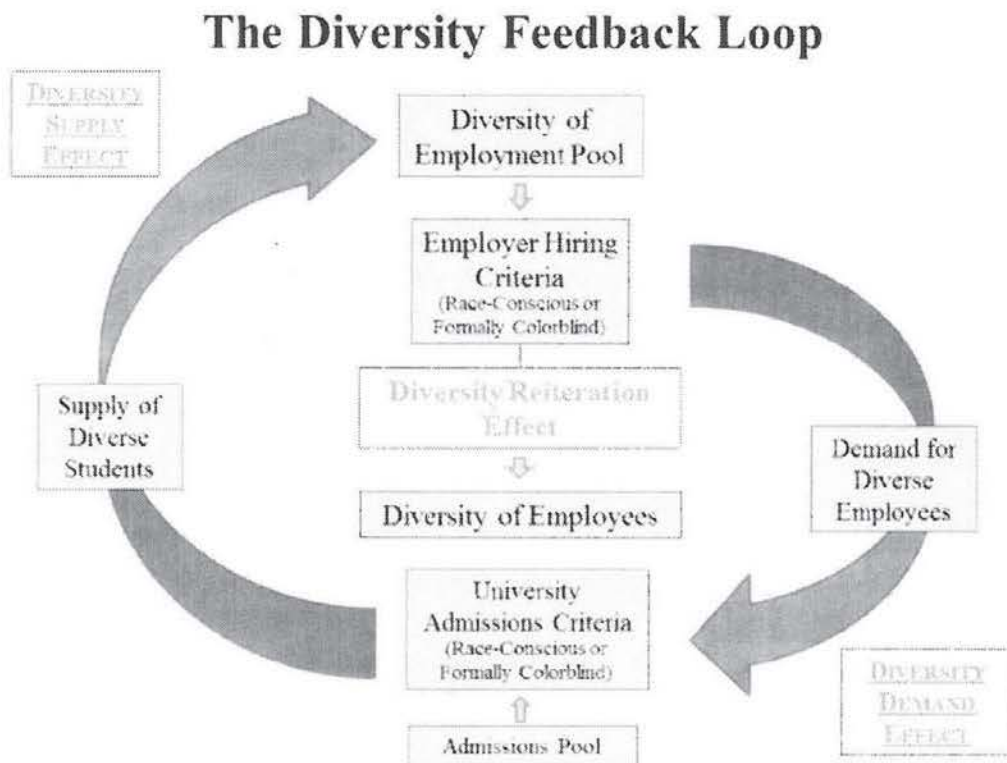 The Diversity Feedback Loop
DIVERSITY
SUPPLY
EFFECT
Diversity of
Employment Pool
Employer Hiring
Criteria
(Race-Conscious or
Formally Colorblind)
Diversity Reiteration
Effect
Supply of
Diverse
Students
Demand for
Diverse
Employees
Diversity of Employees
University
Admissions Criteria
(Race-Conscious or
Formally Colorblind)
Admissions Pool
DIVERSITY
DEMAND
EFFECT